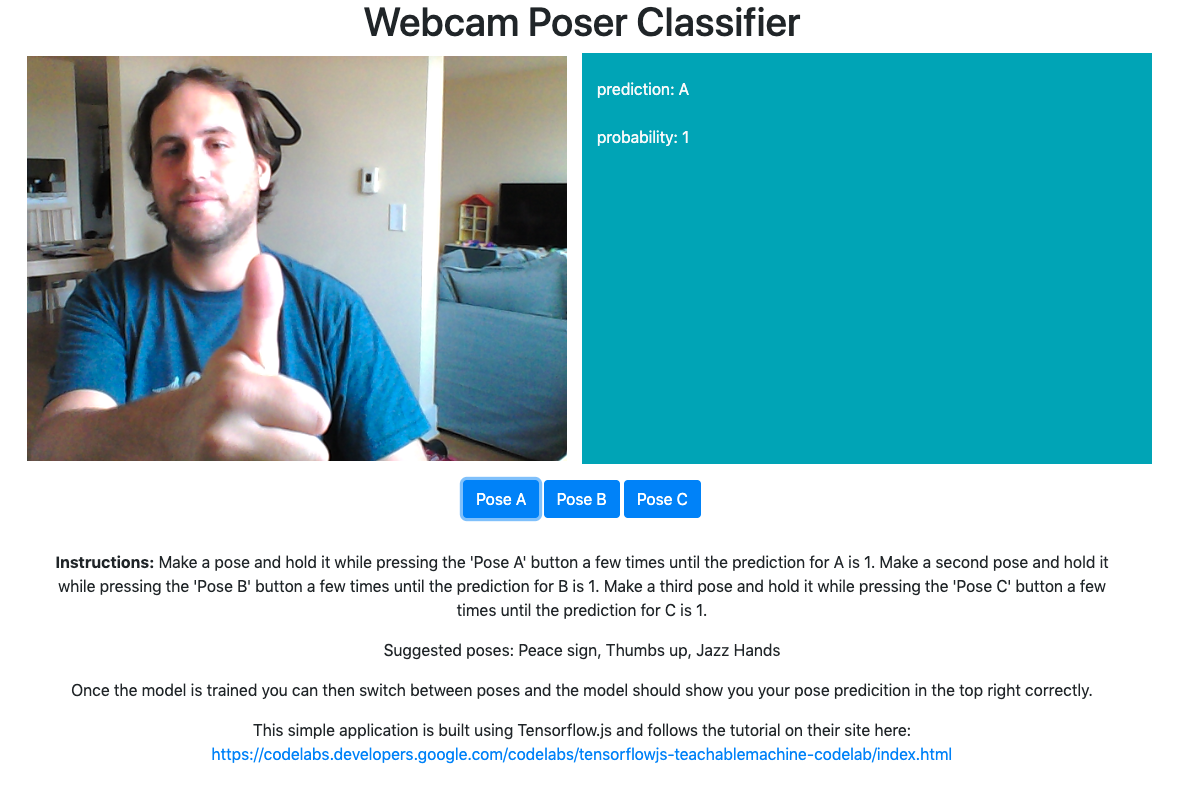 Webcam Poser Classifier
prediction: A
probability: 1
Pose A Pose B Pose C
Instructions: Make a pose and hold it while pressing the 'Pose A' button a few times until the prediction for A is 1. Make a second pose and hold it
while pressing the 'Pose B' button a few times until the prediction for B is 1. Make a third pose and hold it while pressing the 'Pose C' button a few
times until the prediction for C is 1.
Suggested poses: Peace sign, Thumbs up, Jazz Hands
Once the model is trained you can then switch between poses and the model should show you your pose predicition in the top right correctly.
This simple application is built using Tensorflow.js and follows the tutorial on their site here:
https://codelabs.developers.google.com/codelabs/tensorflowjs-teachablemachine-codelab/index.html